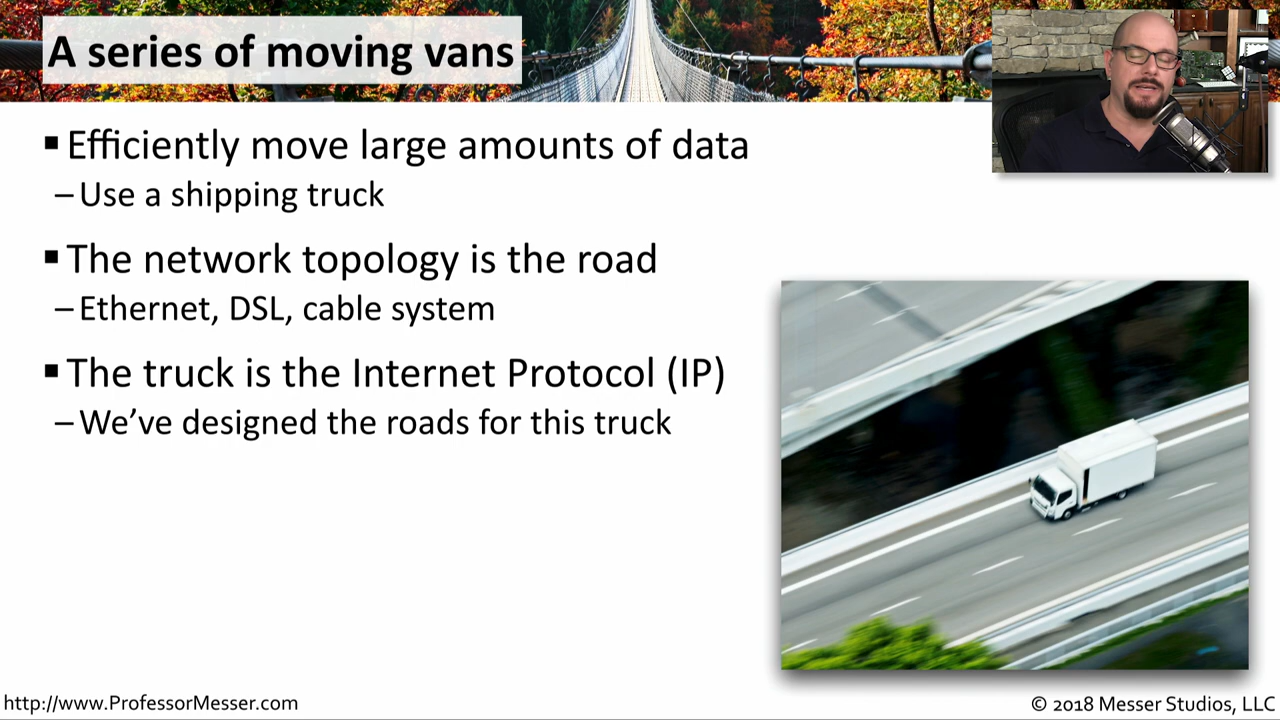 A series of moving vans
▪ Efficiently move large amounts of data
– Use a shipping truck
▪ The network topology is the road
– Ethernet, DSL, cable system
▪ The truck is the Internet Protocol (IP)
– We’ve designed the roads for this truck
http://www.ProfessorMesser.com
© 2018 Messer Studios, LLC